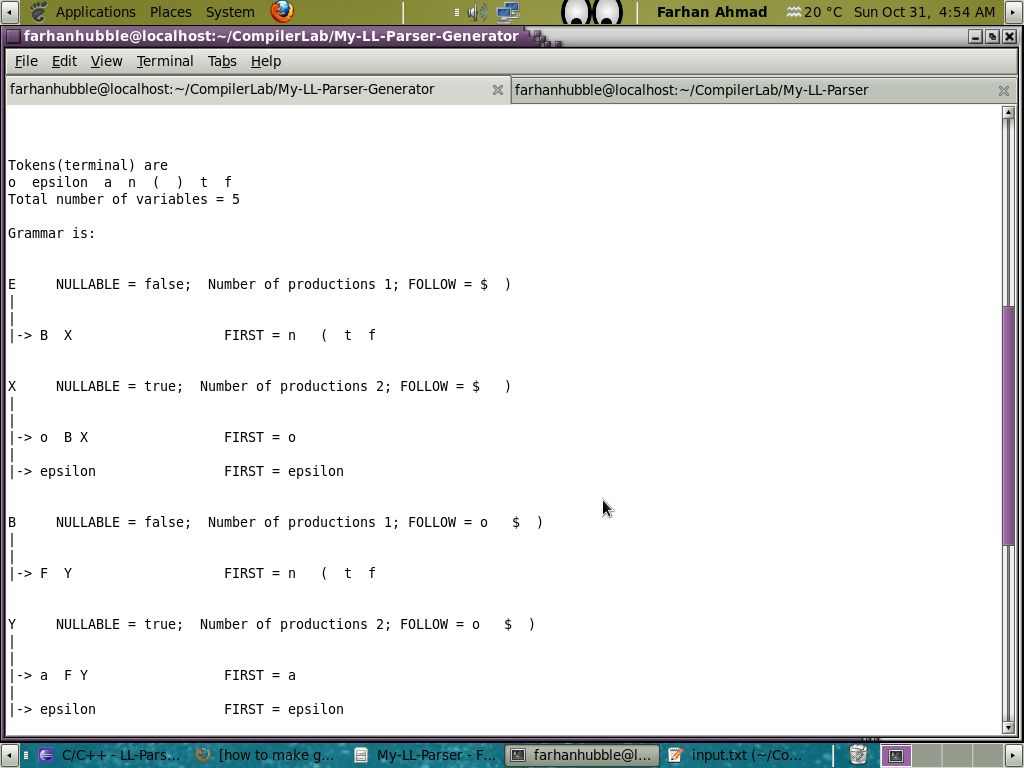 Applications Places System Farhan Ahmad 20 °C Sun Oct 31, 4:54 AM
farhanhubble@localhost:~/CompilerLab/My-LL-Parser-Generator
File Edit View Terminal Tabs Help
farhanhubble@localhost:~/CompilerLab/My-LL-Parser-Generator farhanhubble@localhost:~/CompilerLab/My-LL-Parser
Tokens(terminal) are
o epsilon a n ( ) t f
Total number of variables = 5
Grammar is:
E NULLABLE = false; Number of productions 1; FOLLOW = $ )
|
|
|-> B X FIRST = n ( t f
X NULLABLE = true; Number of productions 2; FOLLOW = $ )
|
|
|-> o B X FIRST = o
|
|-> epsilon FIRST = epsilon
B NULLABLE = false; Number of productions 1; FOLLOW = o $ )
|
|
|-> F Y FIRST = n ( t f
Y NULLABLE = true; Number of productions 2; FOLLOW = o $ )
|
|
|-> a F Y FIRST = a
|
|-> epsilon FIRST = epsilon
C/C++ - LL-Pars... [how to make g... My-LL-Parser - F... farhanhubble@l... input.txt (~/Co...